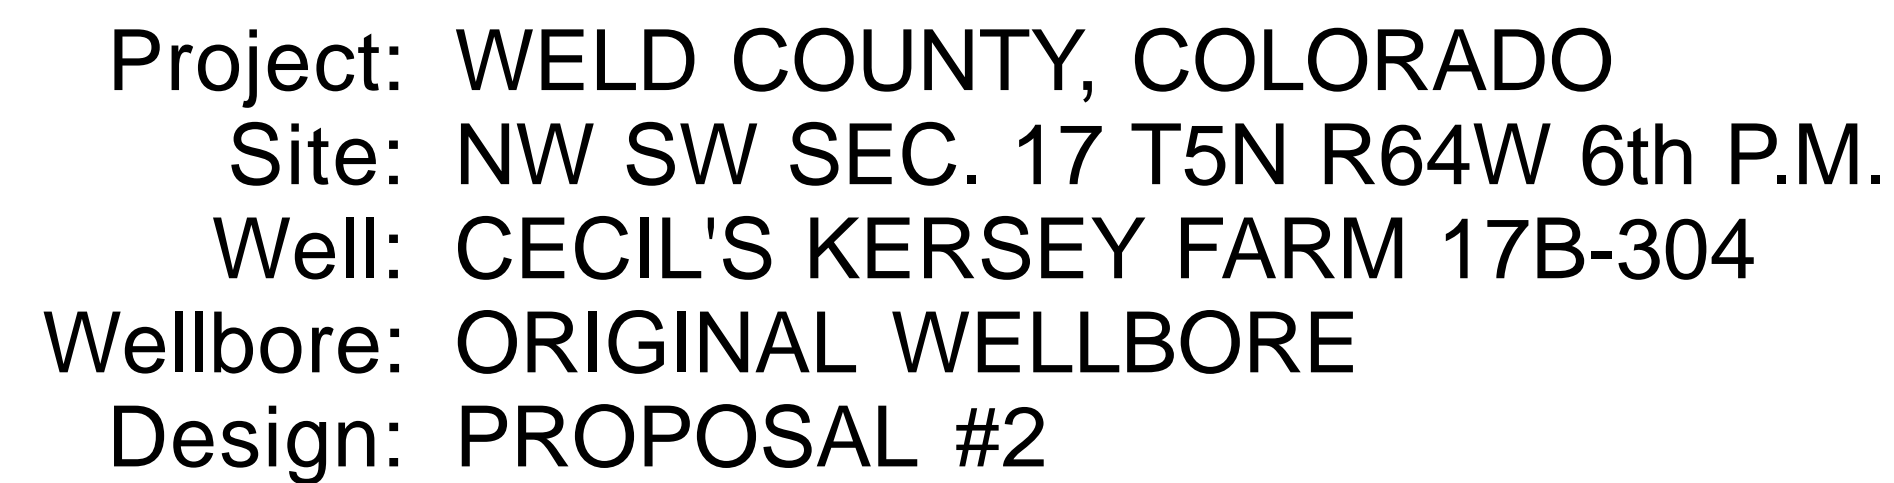 Project: WELD COUNTY, COLORADO
Site: NW SW SEC. 17 T5N R64W 6th P.M.
Well: CECIL'S KERSEY FARM 17B-304
Wellbore: ORIGINAL WELLBORE
Design: PROPOSAL #2